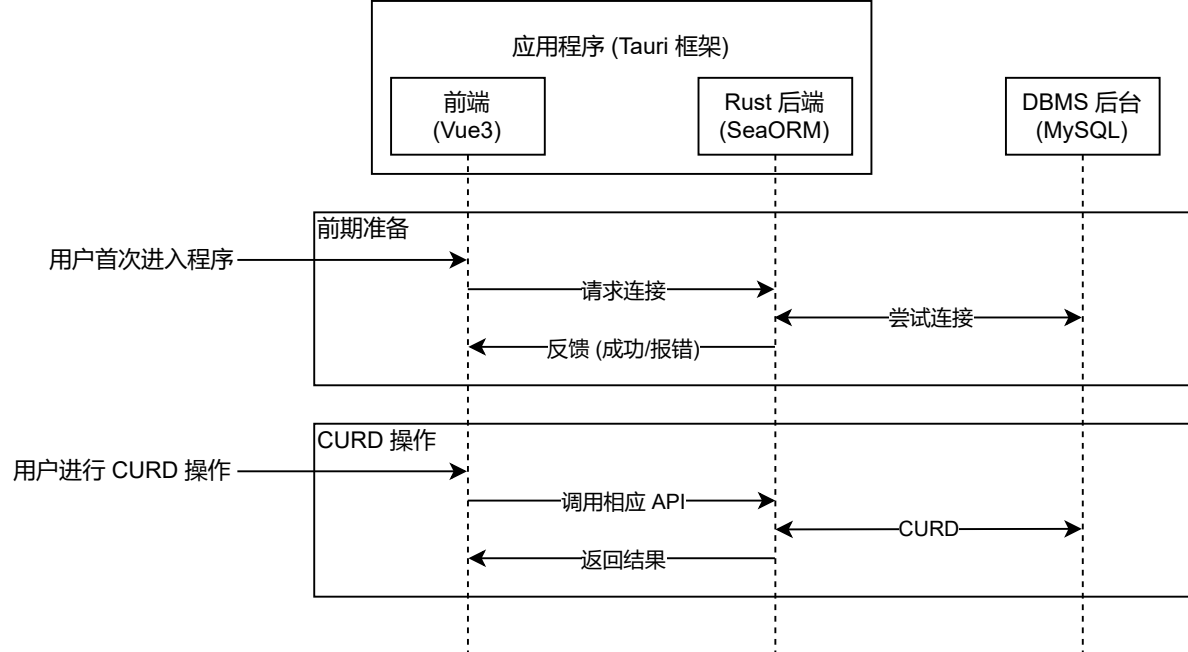 应用程序 (Tauri 框架)
前端
(Vue3)
Rust 后端
(SeaORM)
DBMS 后台
(MySQL)
前期准备
用户首次进入程序
请求连接
尝试连接
反馈 (成功/报错)
CURD 操作
用户进行 CURD 操作
调用相应 API
CURD
返回结果